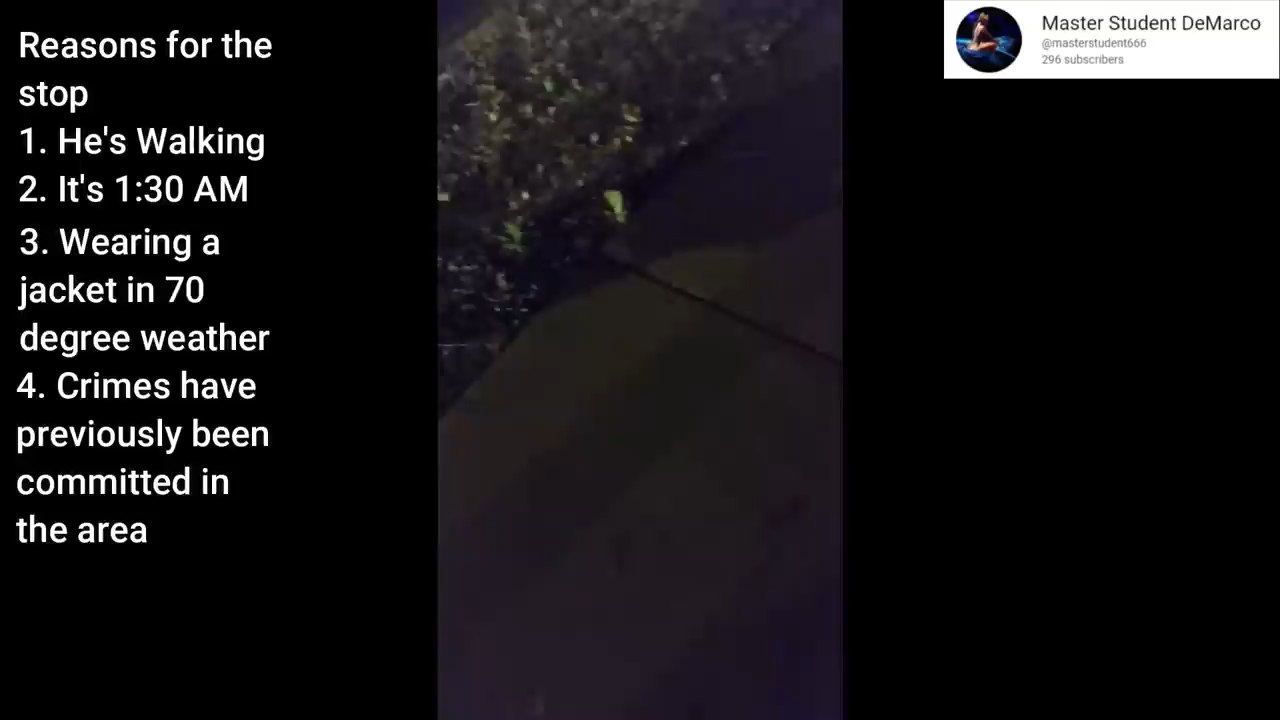 Reasons for the
stop
1. He's Walking
2. It's 1:30 AM
3. Wearing a
jacket in 70
degree weather
4. Crimes have
previously been
committed in
the area
Master Student DeMarco
@masterstudent666
296 subscribers